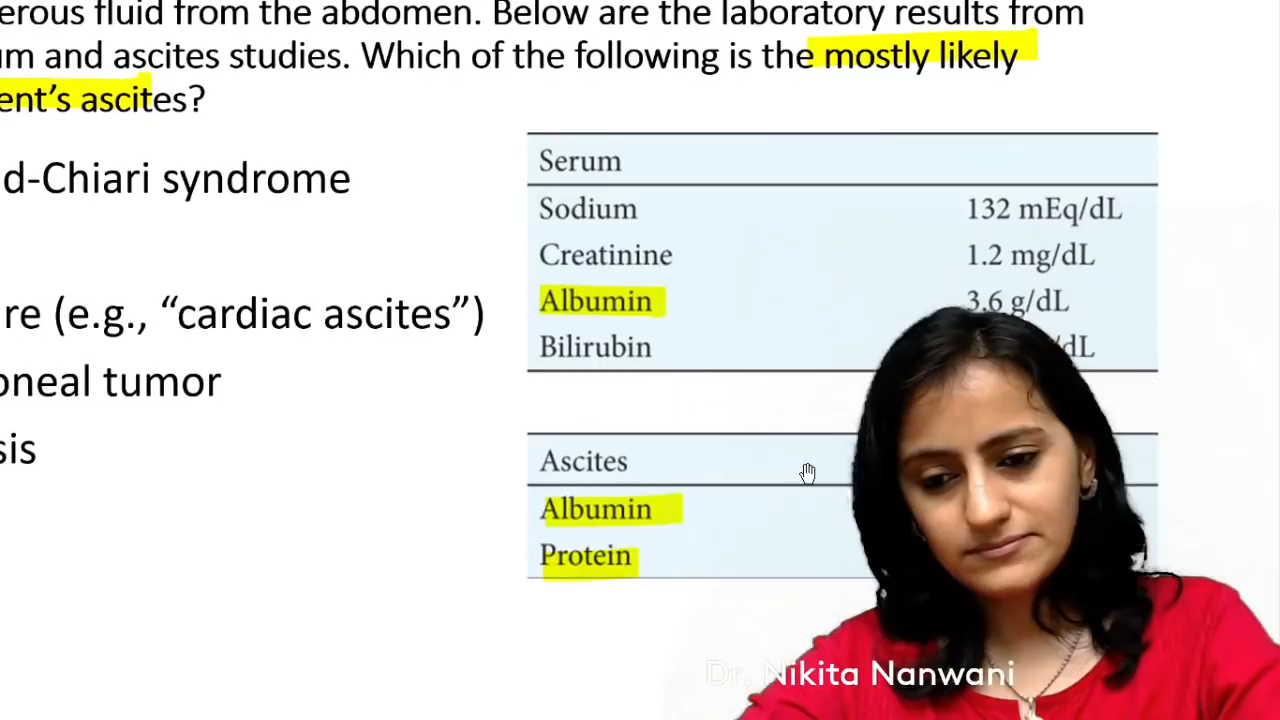 erous fluid from the abdomen. Below are the laboratory results from
um and ascites studies. Which of the following is the mostly likely
ent's ascites?
d-Chiari syndrome
re (e.g., “cardiac ascites”)
oneal tumor
sis
Serum
Sodium 132 mEq/dL
Creatinine 1.2 mg/dL
Albumin 3.6 g/dL
Bilirubin /dL
Ascites
Albumin
Protein
Dr. Nikita Nanwani